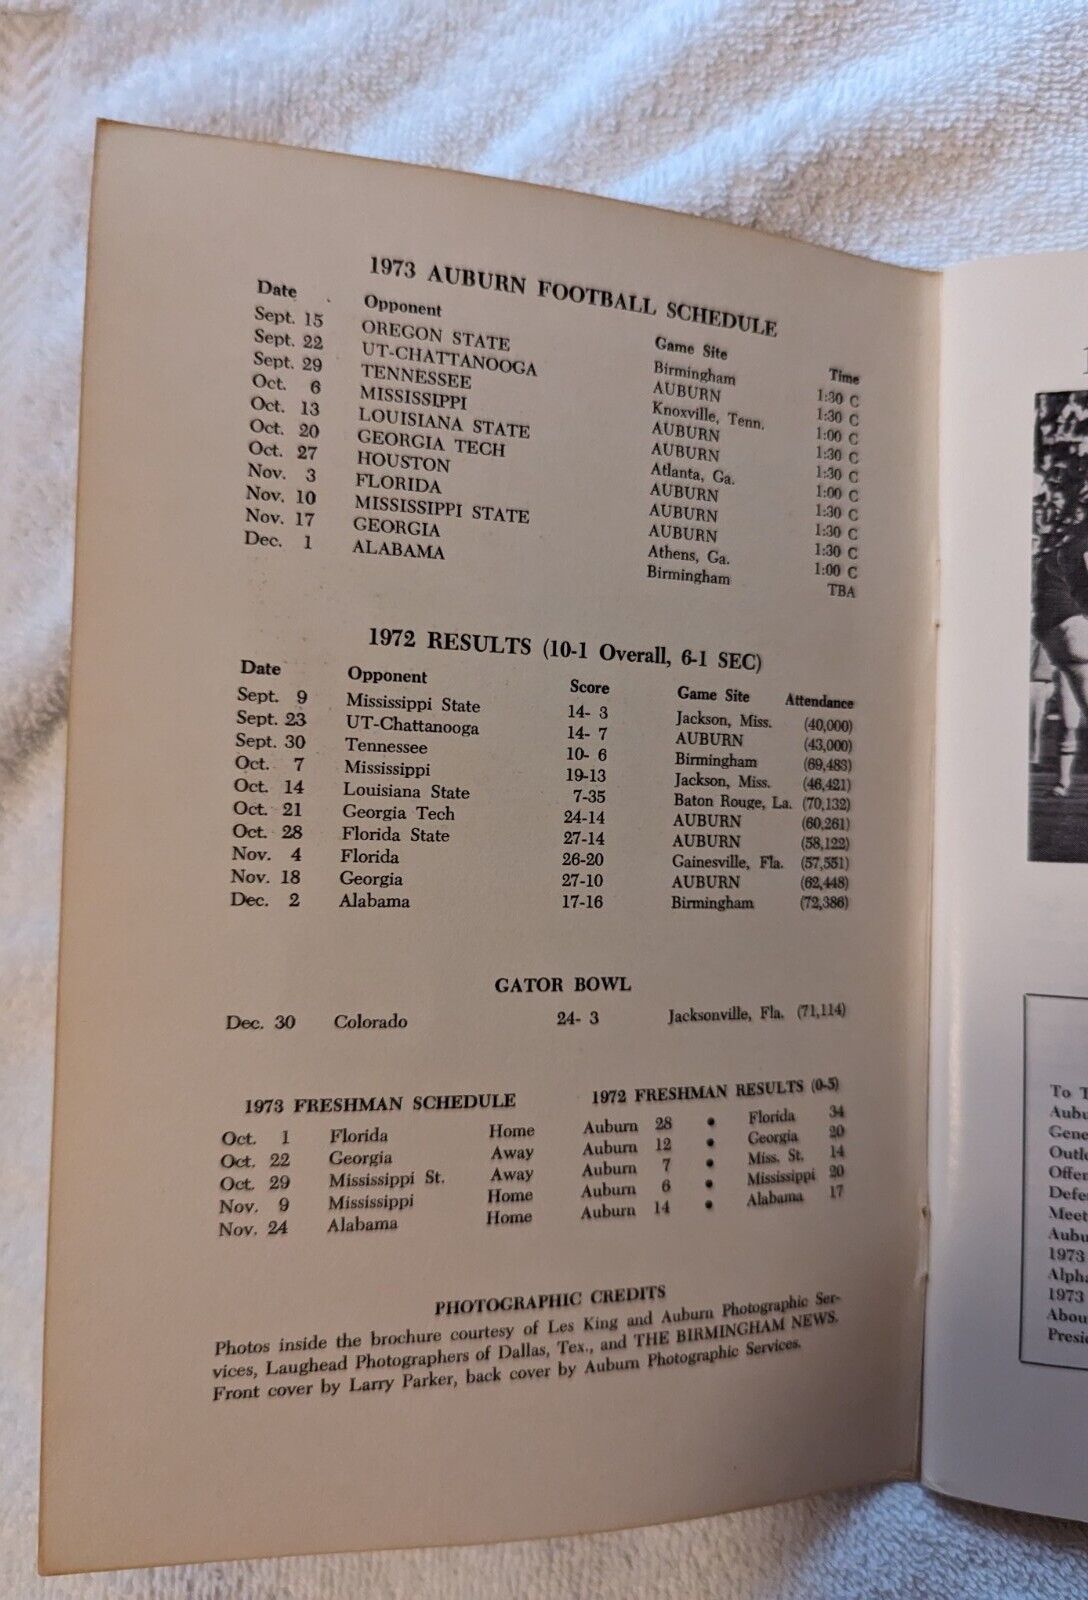 1973 AUBURN FOOTBALL SCHEDULE
Date Opponent Game Site Time
Sept. 15 OREGON STATE Birmingham 1:30 C
Sept. 22 UT-CHATTANOOGA AUBURN 1:30 C
Sept. 29 TENNESSEE Knoxville, Tenn. 1:00 C
Oct. 6 MISSISSIPPI AUBURN 1:30 C
Oct. 13 LOUISIANA STATE AUBURN 1:30 C
Oct. 20 GEORGIA TECH Atlanta, Ga. 1:00 C
Oct. 27 HOUSTON AUBURN 1:30 C
Nov. 3 FLORIDA AUBURN 1:30 C
Nov. 10 MISSISSIPPI STATE AUBURN 1:30 C
Nov. 17 GEORGIA Athens, Ga. 1:00 C
Dec. 1 ALABAMA Birmingham TBA
1972 RESULTS (10-1 Overall, 6-1 SEC)
Date Opponent Score Game Site Attendance
Sept. 9 Mississippi State 14- 3 Jackson, Miss. (40,000)
Sept. 23 UT-Chattanooga 14- 7 AUBURN (43,000)
Sept. 30 Tennessee 10- 6 Birmingham (69,483)
Oct. 7 Mississippi 19-13 Jackson, Miss. (46,421)
Oct. 14 Louisiana State 7-35 Baton Rouge, La. (70,132)
Oct. 21 Georgia Tech 24-14 AUBURN (60,261)
Oct. 28 Florida State 27-14 AUBURN (58,122)
Nov. 4 Florida 26-20 Gainesville, Fla. (57,551)
Nov. 18 Georgia 27-10 AUBURN (62,448)
Dec. 2 Alabama 17-16 Birmingham (72,386)
GATOR BOWL
Dec. 30 Colorado 24- 3 Jacksonville, Fla. (71,114)
1973 FRESHMAN SCHEDULE
Oct. 1 Florida Home
Oct. 22 Georgia Away
Oct. 29 Mississippi St. Away
Nov. 9 Mississippi Home
Nov. 24 Alabama Home
1972 FRESHMAN RESULTS (0-5)
Auburn 28 • Florida 34
Auburn 12 • Georgia 20
Auburn 7 • Miss. St. 14
Auburn 6 • Mississippi 20
Auburn 14 • Alabama 17
PHOTOGRAPHIC CREDITS
Photos inside the brochure courtesy of Les King and Auburn Photographic Ser-
vices, Laughead Photographers of Dallas, Tex., and THE BIRMINGHAM NEWS.
Front cover by Larry Parker, back cover by Auburn Photographic Services.
To T
Aubu
Gene
Outlo
Offen
Defen
Meet
Aubu
1973
Alpha
1973
Abou
Presi